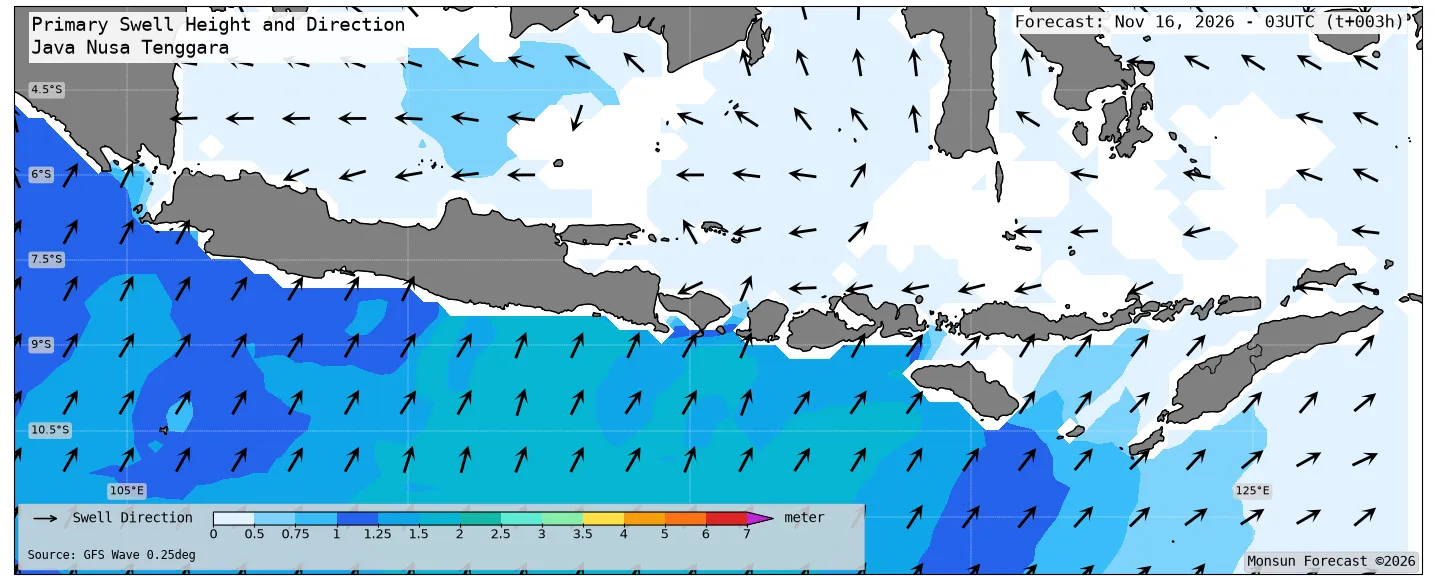 Primary Swell Height and Direction
Java Nusa Tenggara
Forecast: Nov 16, 2026 - 03UTC (t+003h)
4.5°S
6°S
7.5°S
9°S
10.5°S
105°E
125°E
Swell Direction
0 0.5 0.75 1 1.25 1.5 2 2.5 3 3.5 4 5 6 7
meter
Source: GFS Wave 0.25deg
Monsun Forecast ©2026